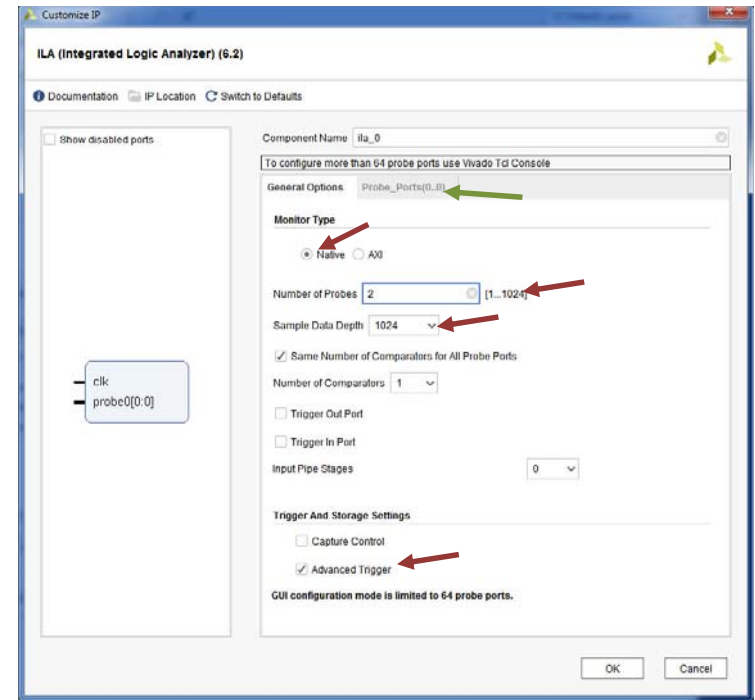 Customize IP
ILA (Integrated Logic Analyzer) (6.2)
Documentation IP Location Switch to Defaults
Show disabled ports
clk
probe0[0:0]
Component Name ila_0
To configure more than 64 probe ports use Vivado Tcl Console
General Options Probe_Ports(0..0)
Monitor Type
Native AXI
Number of Probes 2 [1...1024]
Sample Data Depth 1024
Same Number of Comparators for All Probe Ports
Number of Comparators 1
Trigger Out Port
Trigger In Port
Input Pipe Stages 0
Trigger And Storage Settings
Capture Control
Advanced Trigger
GUI configuration mode is limited to 64 probe ports.
OK Cancel